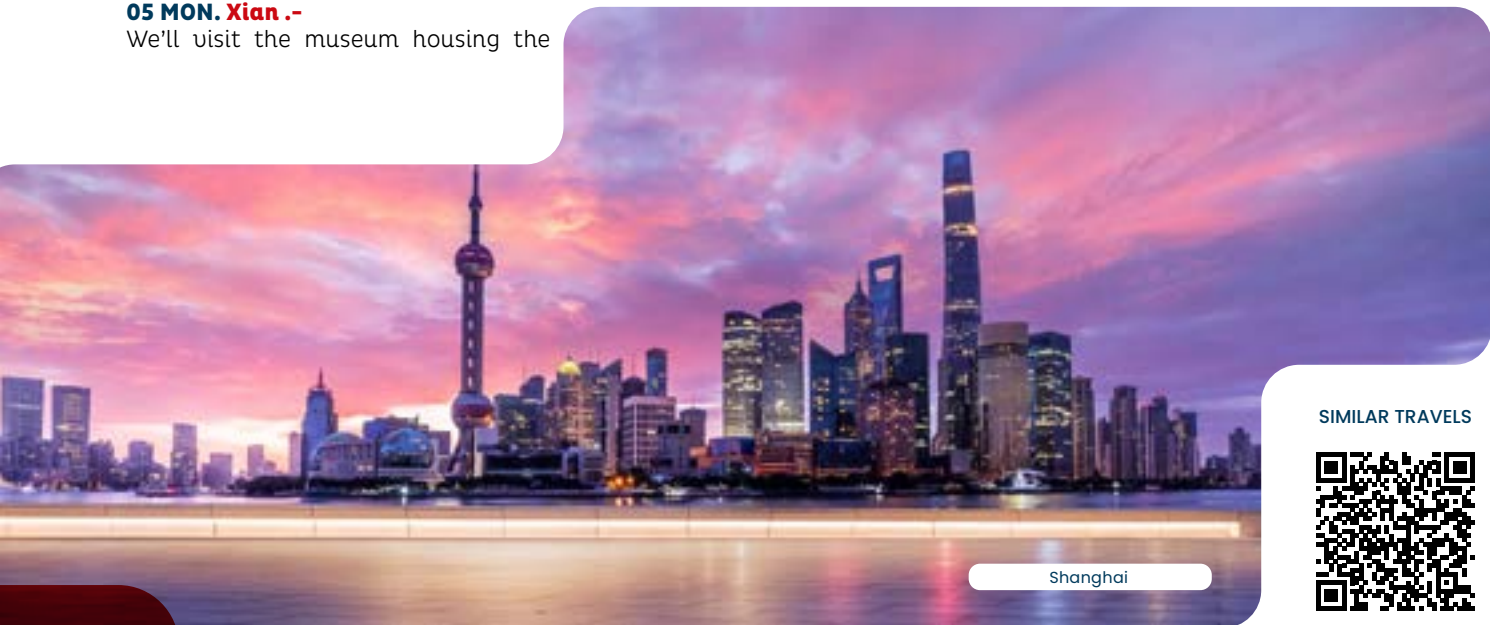 05 MON. Xian .-
We’ll visit the museum housing the
SIMILAR TRAVELS
Shanghai